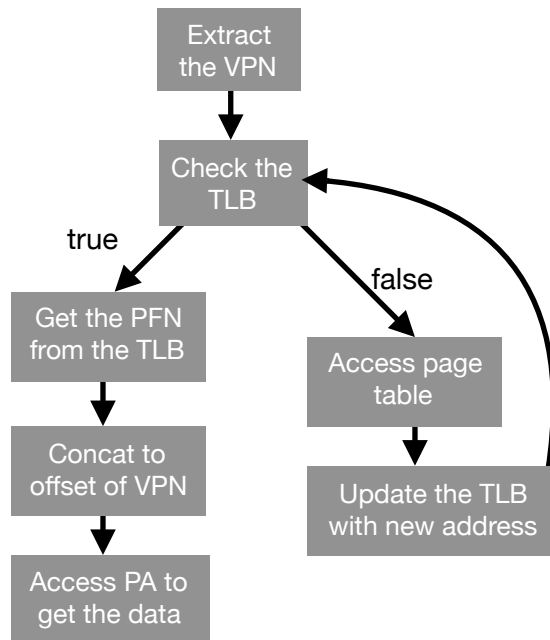 Extract
the VPN
Check the
TLB
true
false
Get the PFN
from the TLB
Access page
table
Concat to
offset of VPN
Update the TLB
with new address
Access PA to
get the data